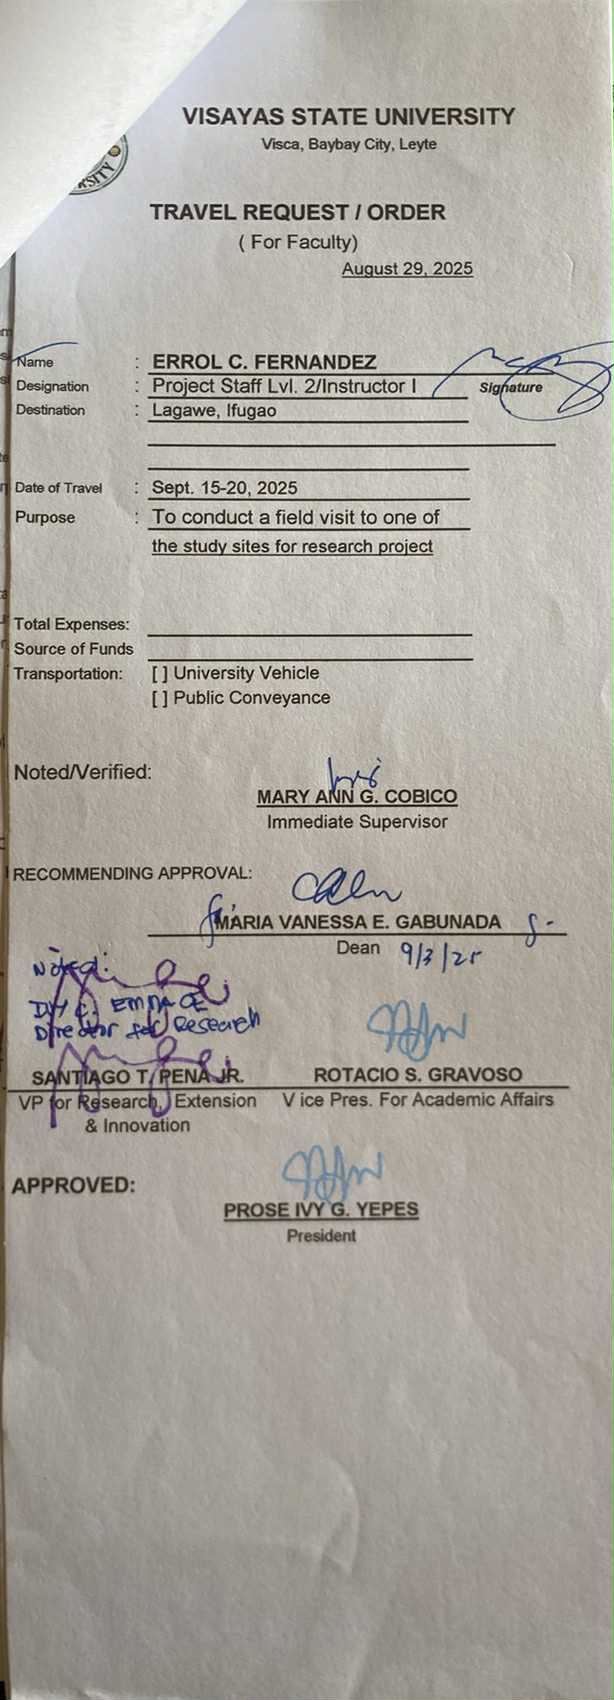 VISAYAS STATE UNIVERSITY
Visca, Baybay City, Leyte
TRAVEL REQUEST / ORDER
( For Faculty)
August 29, 2025
Name : ERROL C. FERNANDEZ
Designation : Project Staff Lvl. 2/Instructor I Signature
Destination : Lagawe, Ifugao
Date of Travel : Sept. 15-20, 2025
Purpose : To conduct a field visit to one of
the study sites for research project
Total Expenses:
Source of Funds
Transportation: [ ] University Vehicle
[ ] Public Conveyance
Noted/Verified:
MARY ANN G. COBICO
Immediate Supervisor
RECOMMENDING APPROVAL:
MARIA VANESSA E. GABUNADA
Dean 9/3/25
Noted:
Director for Research
SANTIAGO T. PENA JR. ROTACIO S. GRAVOSO
VP for Research, Extension V ice Pres. For Academic Affairs
& Innovation
APPROVED:
PROSE IVY G. YEPES
President